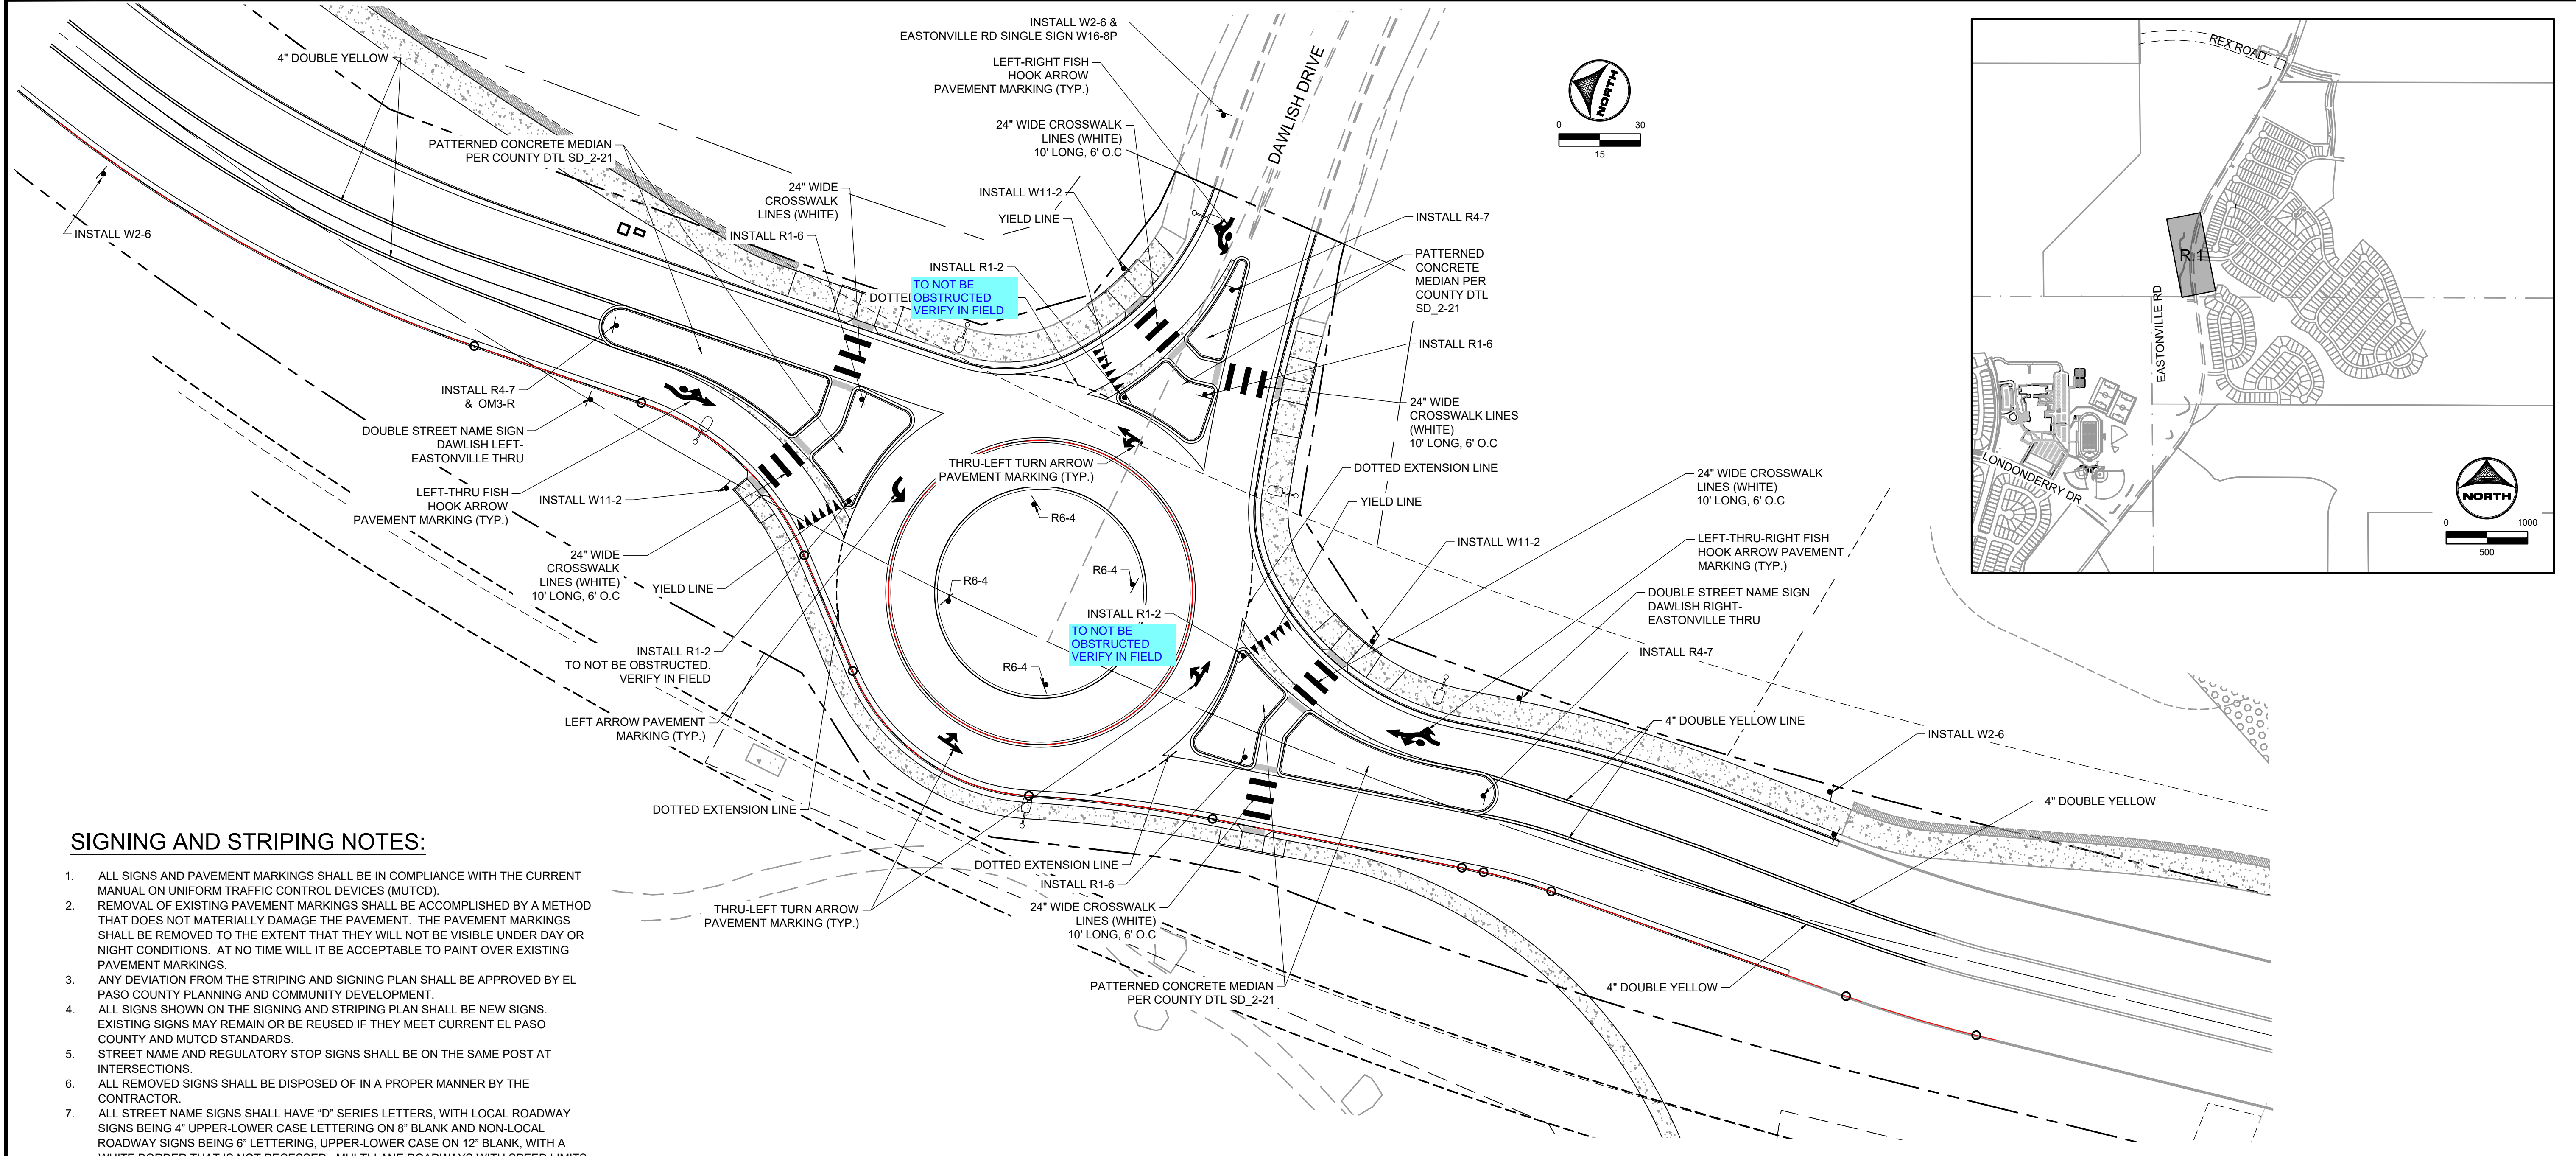 INSTALL W2-6 &
EASTONVILLE RD SINGLE SIGN W16-8P
4" DOUBLE YELLOW
LEFT-RIGHT FISH
HOOK ARROW
PAVEMENT MARKING (TYP.)
DAWLISH DRIVE
NORTH
0 30
15
24" WIDE CROSSWALK
LINES (WHITE)
10' LONG, 6' O.C
PATTERNED CONCRETE MEDIAN
PER COUNTY DTL SD_2-21
24" WIDE
CROSSWALK
LINES (WHITE)
INSTALL W11-2
YIELD LINE
INSTALL R1-6
INSTALL W2-6
INSTALL R1-2
TO NOT BE
OBSTRUCTED
VERIFY IN FIELD
INSTALL R4-7
PATTERNED
CONCRETE
MEDIAN PER
COUNTY DTL
SD_2-21
INSTALL R1-6
INSTALL R4-7
& OM3-R
DOUBLE STREET NAME SIGN
DAWLISH LEFT-
EASTONVILLE THRU
24" WIDE
CROSSWALK LINES
(WHITE)
10' LONG, 6' O.C
THRU-LEFT TURN ARROW
PAVEMENT MARKING (TYP.)
DOTTED EXTENSION LINE
LEFT-THRU FISH
HOOK ARROW
PAVEMENT MARKING (TYP.)
INSTALL W11-2
YIELD LINE
24" WIDE CROSSWALK
LINES (WHITE)
10' LONG, 6' O.C
R6-4
INSTALL W11-2
LEFT-THRU-RIGHT FISH
HOOK ARROW PAVEMENT
MARKING (TYP.)
24" WIDE
CROSSWALK
LINES (WHITE)
10' LONG, 6' O.C
YIELD LINE
R6-4
R6-4
DOUBLE STREET NAME SIGN
DAWLISH RIGHT-
EASTONVILLE THRU
INSTALL R1-2
TO NOT BE
OBSTRUCTED
VERIFY IN FIELD
INSTALL R1-2
TO NOT BE OBSTRUCTED.
VERIFY IN FIELD
R6-4
INSTALL R4-7
LEFT ARROW PAVEMENT
MARKING (TYP.)
4" DOUBLE YELLOW LINE
INSTALL W2-6
DOTTED EXTENSION LINE
4" DOUBLE YELLOW
DOTTED EXTENSION LINE
INSTALL R1-6
THRU-LEFT TURN ARROW
PAVEMENT MARKING (TYP.)
24" WIDE CROSSWALK
LINES (WHITE)
10' LONG, 6' O.C
PATTERNED CONCRETE MEDIAN
PER COUNTY DTL SD_2-21
4" DOUBLE YELLOW
REX ROAD
R.1
EASTONVILLE RD
LONDONDERRY DR
NORTH
0 1000
500
SIGNING AND STRIPING NOTES:
1. ALL SIGNS AND PAVEMENT MARKINGS SHALL BE IN COMPLIANCE WITH THE CURRENT
MANUAL ON UNIFORM TRAFFIC CONTROL DEVICES (MUTCD).
2. REMOVAL OF EXISTING PAVEMENT MARKINGS SHALL BE ACCOMPLISHED BY A METHOD
THAT DOES NOT MATERIALLY DAMAGE THE PAVEMENT. THE PAVEMENT MARKINGS
SHALL BE REMOVED TO THE EXTENT THAT THEY WILL NOT BE VISIBLE UNDER DAY OR
NIGHT CONDITIONS. AT NO TIME WILL IT BE ACCEPTABLE TO PAINT OVER EXISTING
PAVEMENT MARKINGS.
3. ANY DEVIATION FROM THE STRIPING AND SIGNING PLAN SHALL BE APPROVED BY EL
PASO COUNTY PLANNING AND COMMUNITY DEVELOPMENT.
4. ALL SIGNS SHOWN ON THE SIGNING AND STRIPING PLAN SHALL BE NEW SIGNS.
EXISTING SIGNS MAY REMAIN OR BE REUSED IF THEY MEET CURRENT EL PASO
COUNTY AND MUTCD STANDARDS.
5. STREET NAME AND REGULATORY STOP SIGNS SHALL BE ON THE SAME POST AT
INTERSECTIONS.
6. ALL REMOVED SIGNS SHALL BE DISPOSED OF IN A PROPER MANNER BY THE
CONTRACTOR.
7. ALL STREET NAME SIGNS SHALL HAVE “D” SERIES LETTERS, WITH LOCAL ROADWAY
SIGNS BEING 4” UPPER-LOWER CASE LETTERING ON 8” BLANK AND NON-LOCAL
ROADWAY SIGNS BEING 6” LETTERING, UPPER-LOWER CASE ON 12” BLANK, WITH A
WHITE BORDER THAT IS NOT RECESSED. MULTI-LANE ROADWAYS WITH SPEED LIMITS